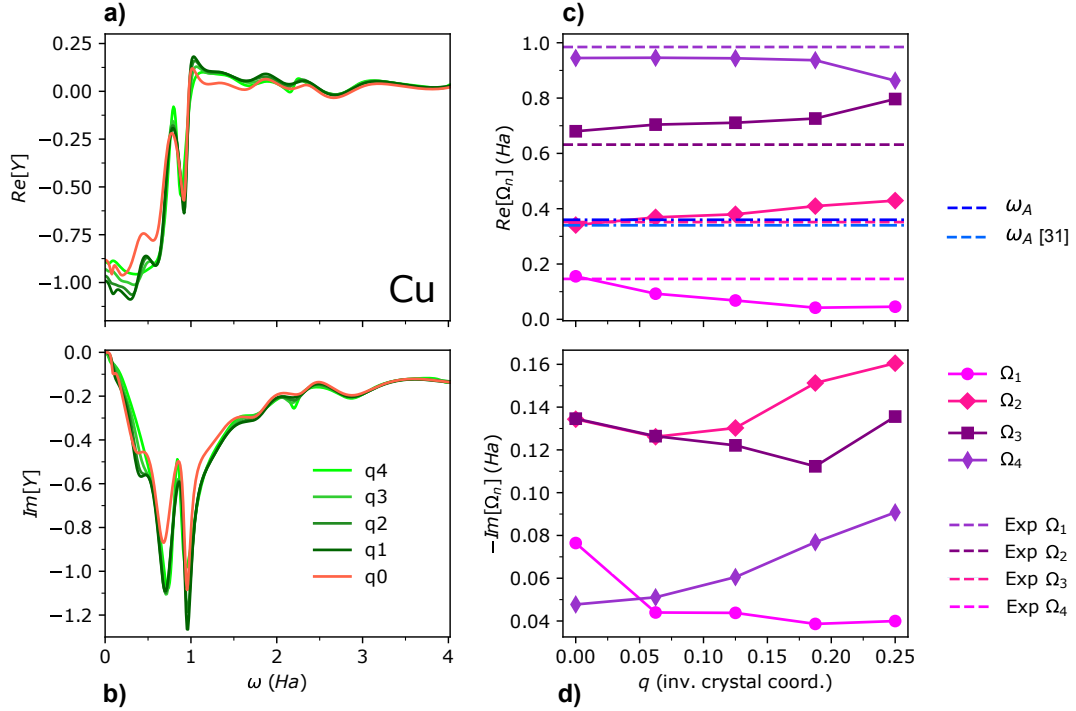 a)
0.25
0.00
−0.25
−0.50
−0.75
−1.00
Re[Y]
Cu
c)
1.0
0.8
0.6
0.4
0.2
0.0
Re[Ωn] (Ha)
ωA
ωA [31]
0.0
−0.2
−0.4
−0.6
−0.8
−1.0
−1.2
Im[Y]
q4
q3
q2
q1
q0
0
1
2
3
4
ω (Ha)
b)
0.16
0.14
0.12
0.10
0.08
0.06
0.04
−Im[Ωn] (Ha)
0.00
0.05
0.10
0.15
0.20
0.25
q (inv. crystal coord.)
d)
Ω1
Ω2
Ω3
Ω4
Exp Ω1
Exp Ω2
Exp Ω3
Exp Ω4